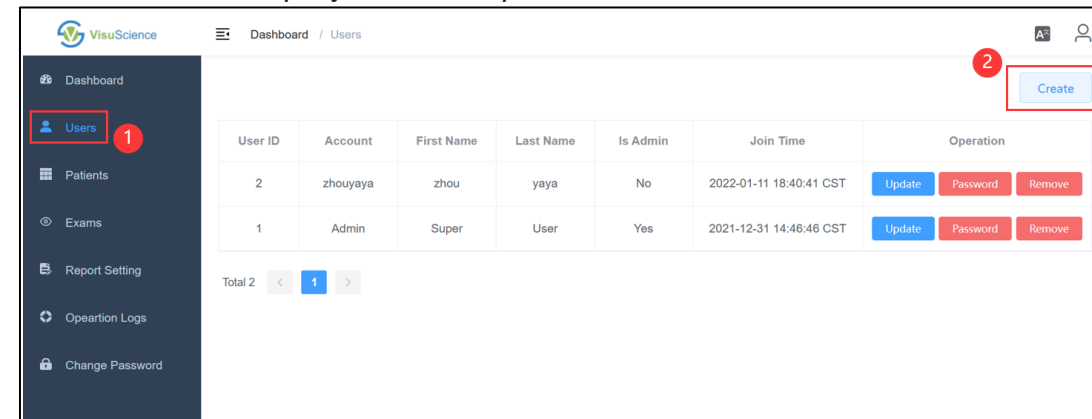 VisuScience
Dashboard / Users
2
Create
Dashboard
Users
1
Patients
Exams
Report Setting
Opeartion Logs
Change Password
User ID Account First Name Last Name Is Admin Join Time Operation
2 zhouyaya zhou yaya No 2022-01-11 18:40:41 CST Update Password Remove
1 Admin Super User Yes 2021-12-31 14:46:46 CST Update Password Remove
Total 2 < 1 >